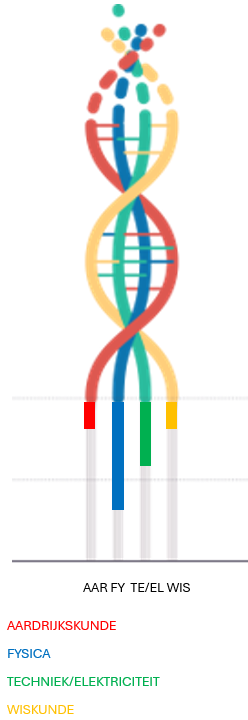 AAR FY TE/EL WIS
AARDRIJKSKUNDE
FYSICA
TECHNIEK/ELEKTRICITEIT
WISKUNDE